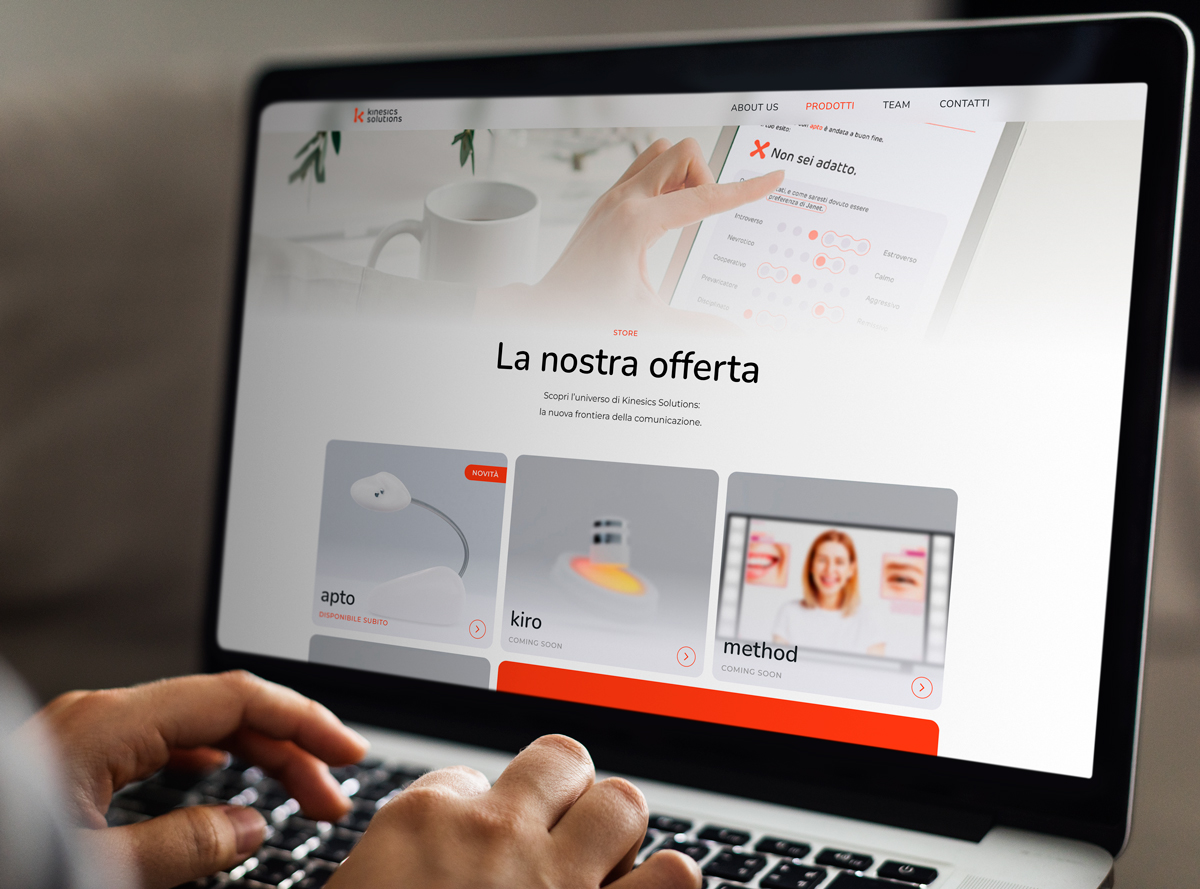 kinesics
solutions
ABOUT US
PRODOTTI
TEAM
CONTATTI
apto è andata a buon fine.
tuo esito:
Non sei adatto.
e come saresti dovuto essere
preferenza di Janet.
Introverso
Estroverso
Nevrotico
Calmo
Cooperativo
Aggressivo
Prevaricatore
Disciplinato
STORE
La nostra offerta
Scopri l'universo di Kinesics Solutions:
la nuova frontiera della comunicazione.
NOVITÀ
apto
DISPONIBILE SUBITO
kiro
COMING SOON
method
COMING SOON